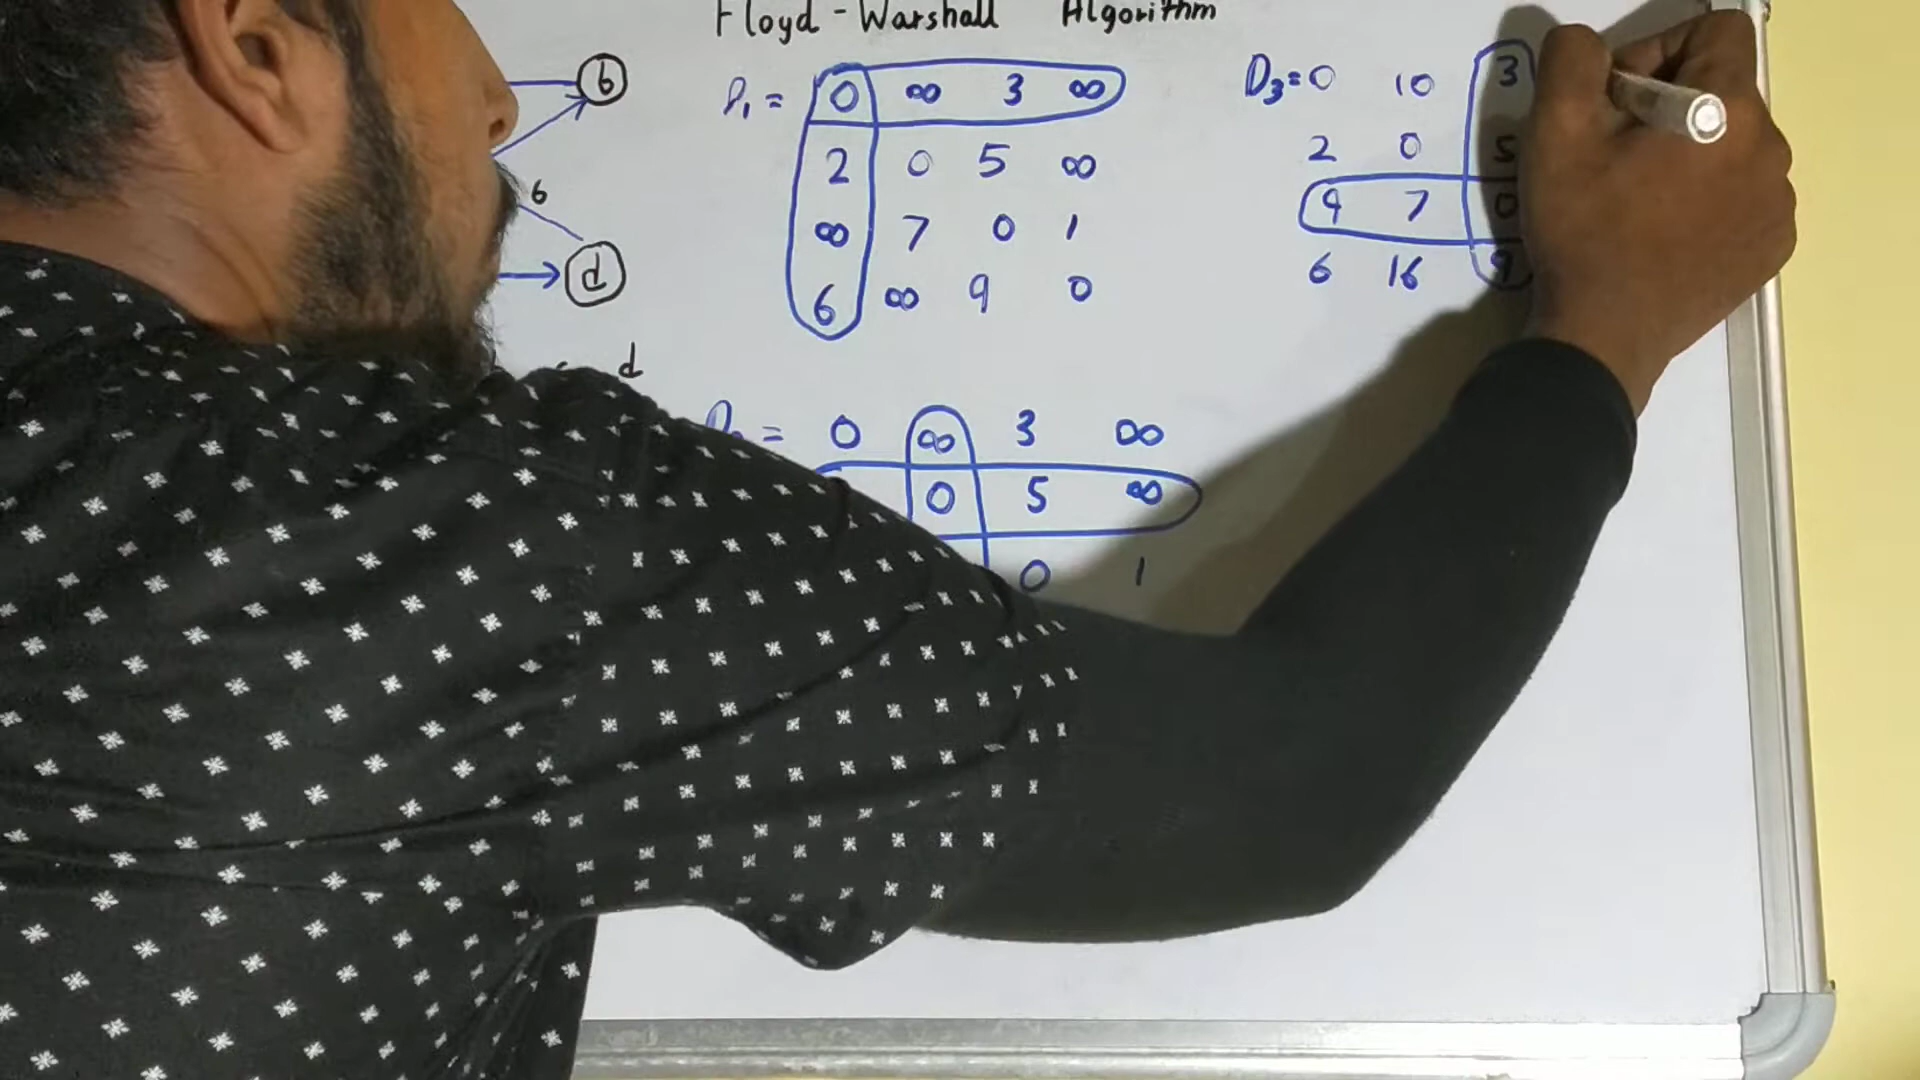 Floyd - Warshall Algorithm
b
6
d
d
D₁ = 0 ∞ 3 ∞
2 0 5 ∞
∞ 7 0 1
6 ∞ 9 0
= 0 ∞ 3 ∞
0 5 ∞
0 1
D₃ = 0 10 3
2 0 5
9 7 0
6 16 9